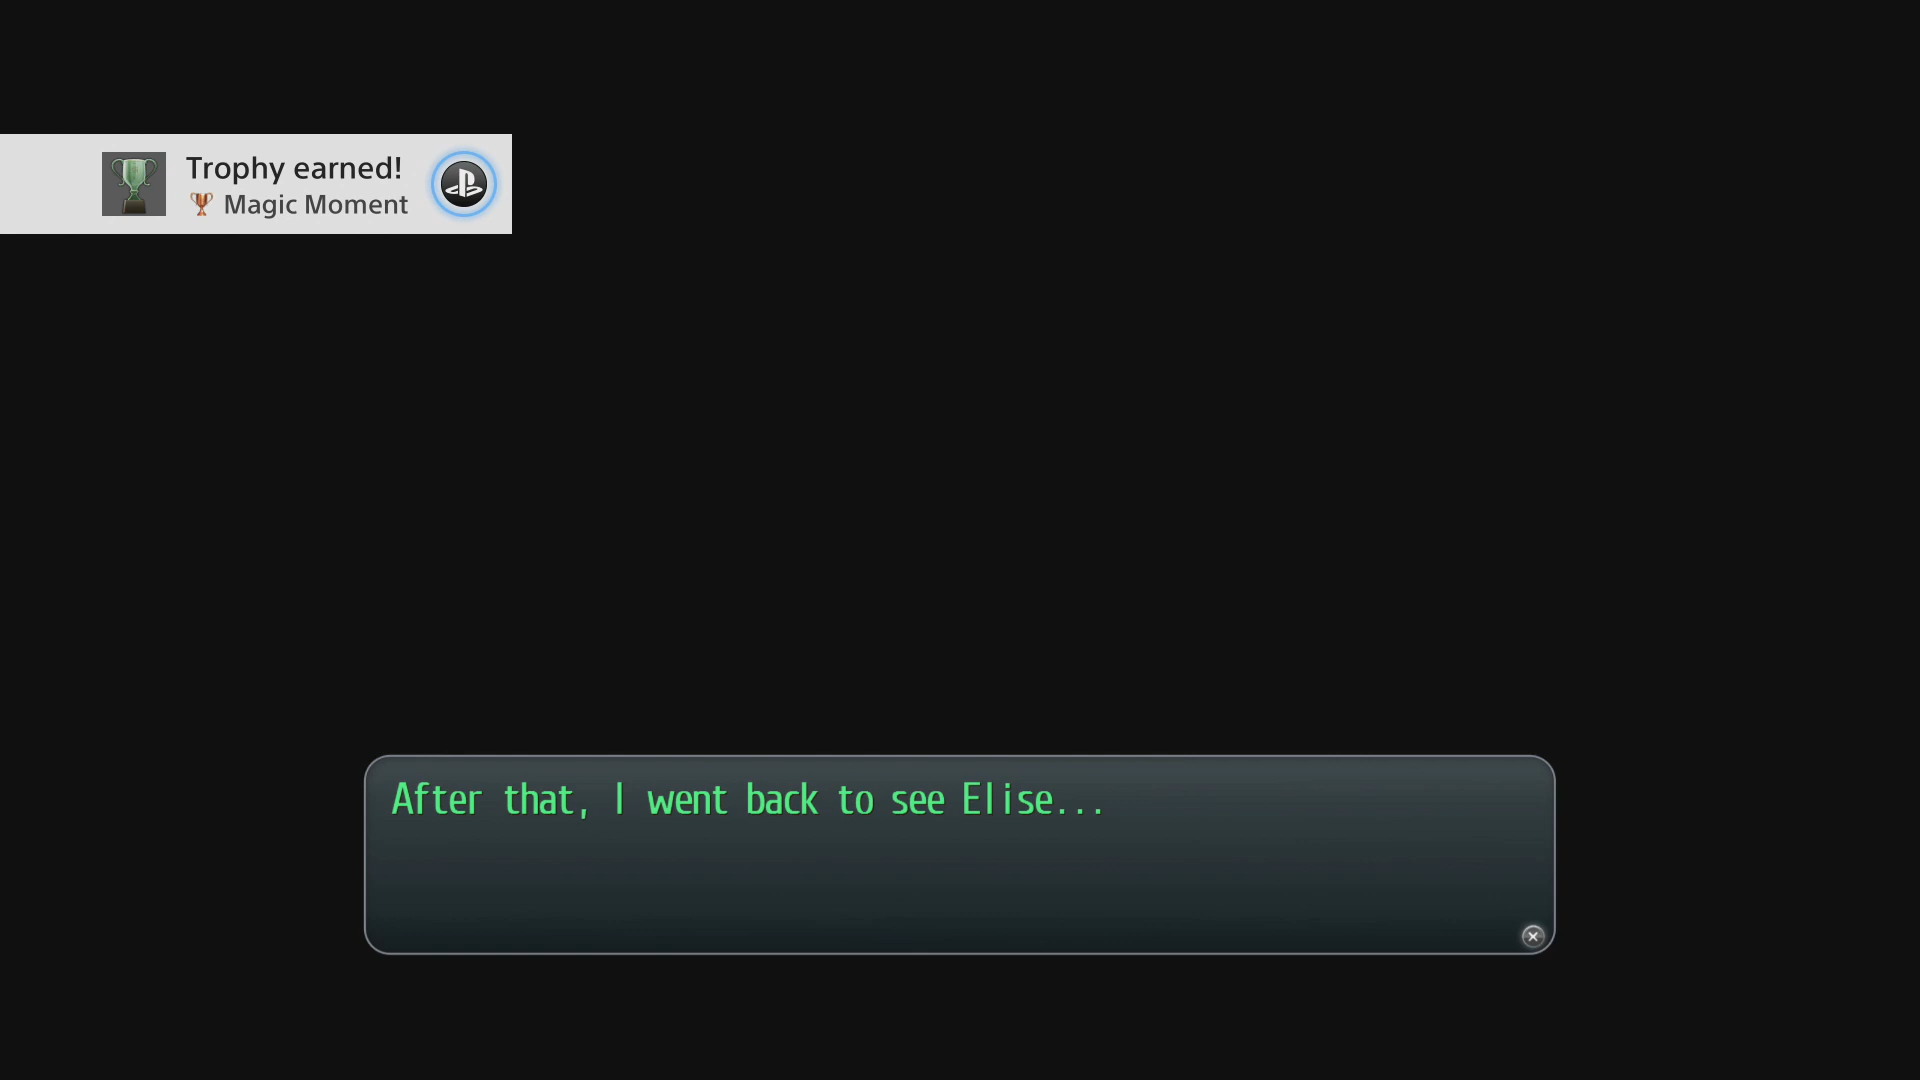 Trophy earned!
Magic Moment
After that, I went back to see Elise...